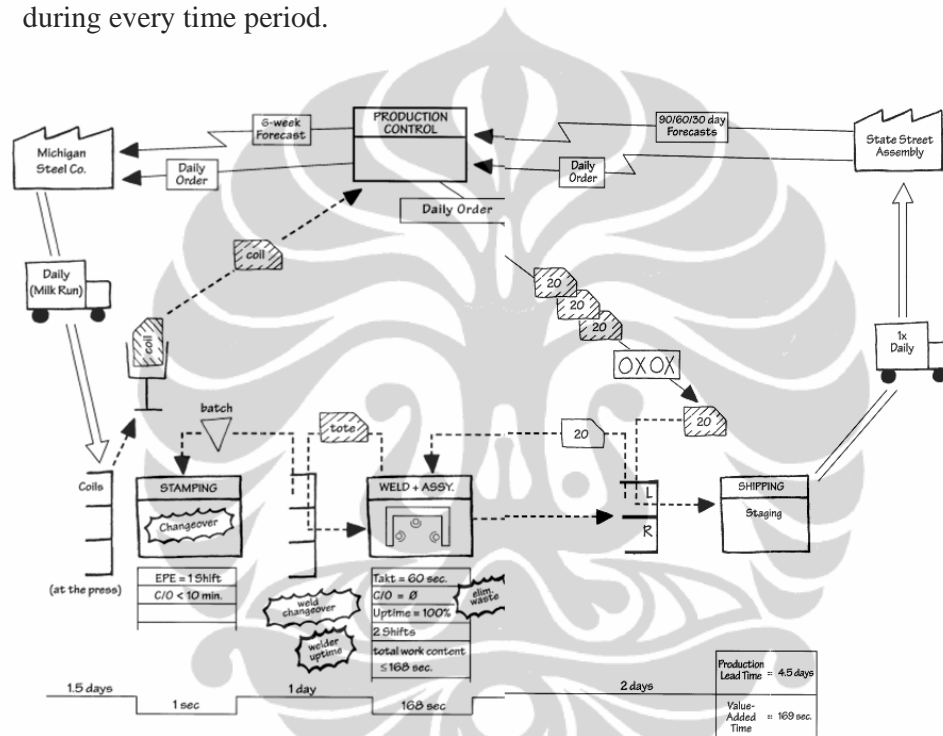 during every time period.
6-week
Forecast
PRODUCTION
CONTROL
90/60/30 day
Forecasts
Michigan
Steel Co.
State Street
Assembly
Daily
Order
Daily
Order
Daily Order
coil
Daily
(Milk Run)
20
20
20
1x
Daily
coil
OXOX
batch
tote
20
20
Coils
STAMPING
WELD + ASSY.
L
SHIPPING
Changeover
Staging
R
(at the press)
EPE = 1 Shift
C/O < 10 min.
Takt = 60 sec.
C/O = Ø
Uptime = 100%
2 Shifts
total work content
≤ 168 sec.
weld
changeover
welder
uptime
elim.
waste
1.5 days
1 sec
1 day
168 sec
2 days
Production
Lead Time = 4.5 days
Value-
Added = 169 sec.
Time